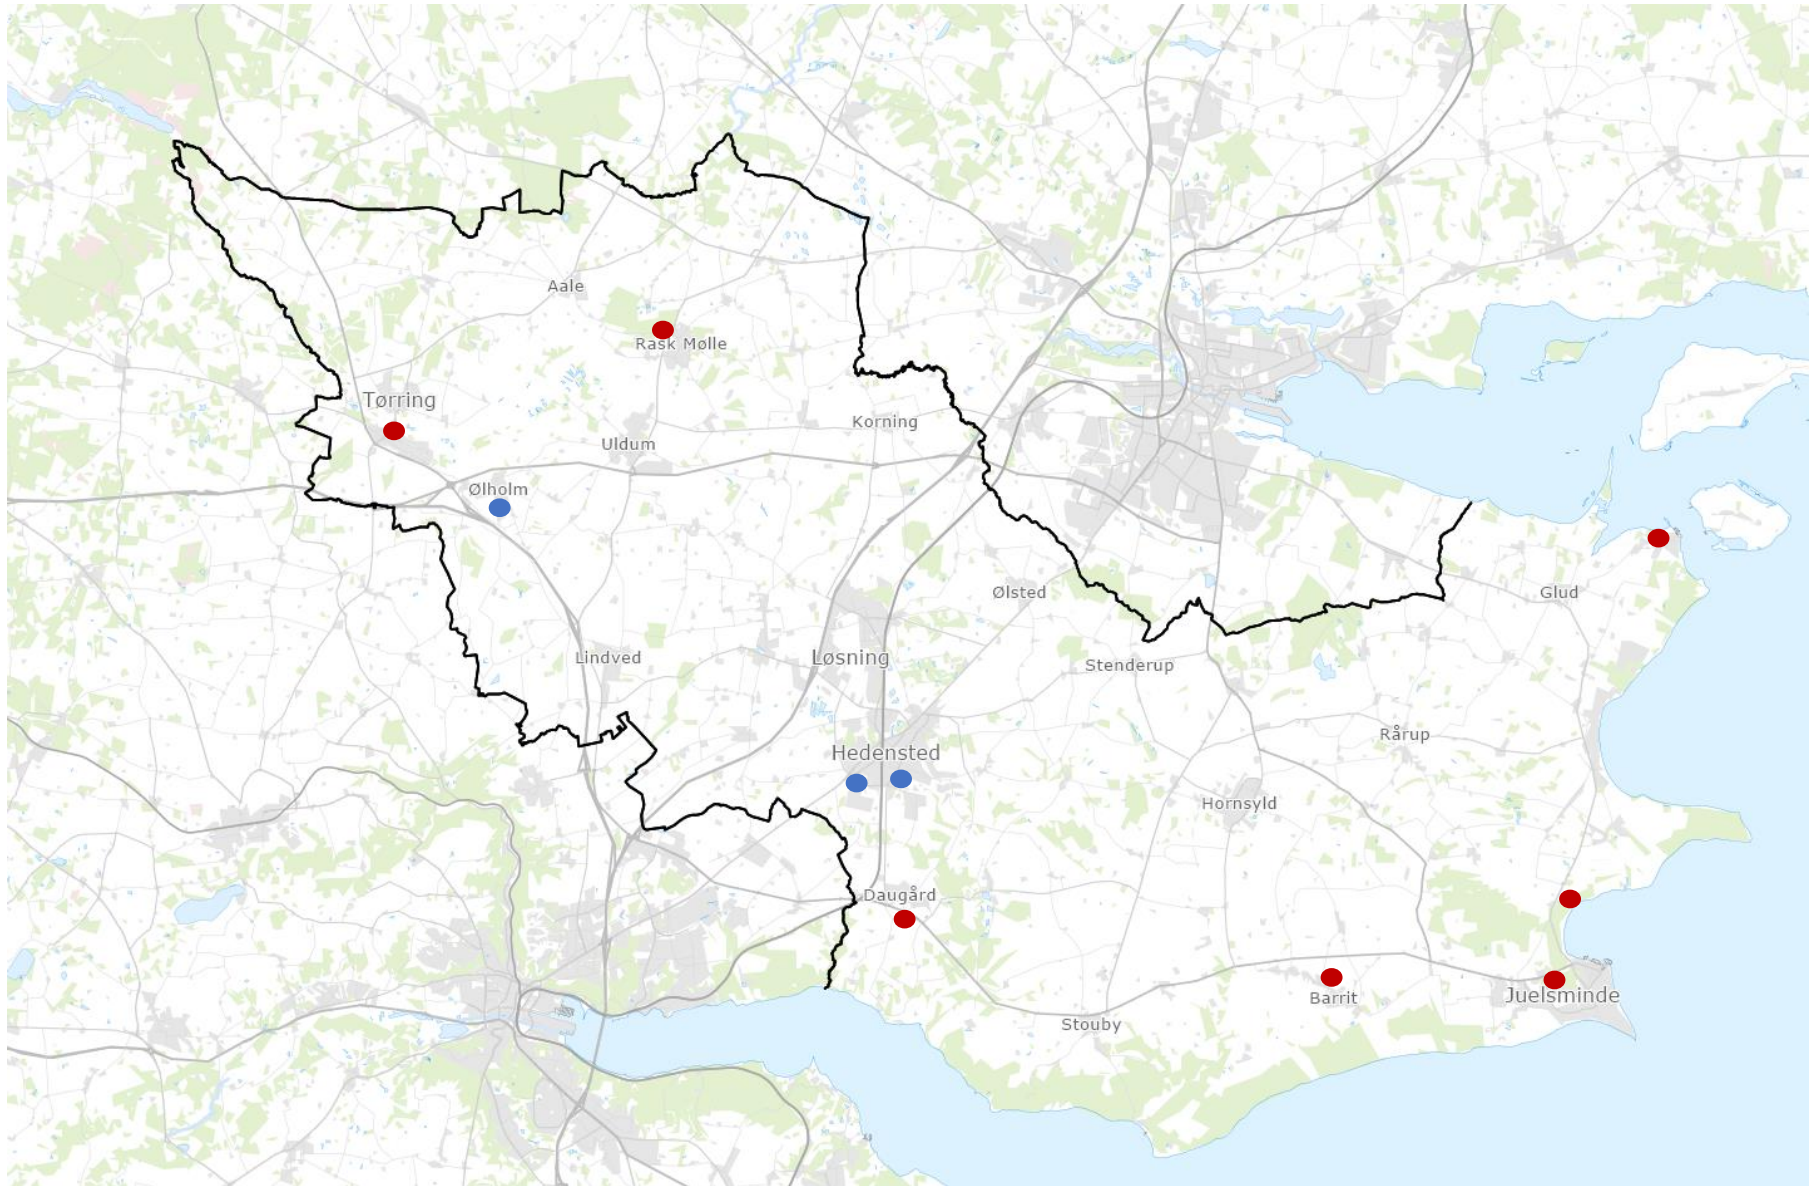 Aale
Rask Mølle
Tørring
Korning
Uldum
Ølholm
Ølsted
Glud
Lindved
Løsning
Stenderup
Rårup
Hedensted
Hornsyld
Daugård
Juelsminde
Barrit
Stouby